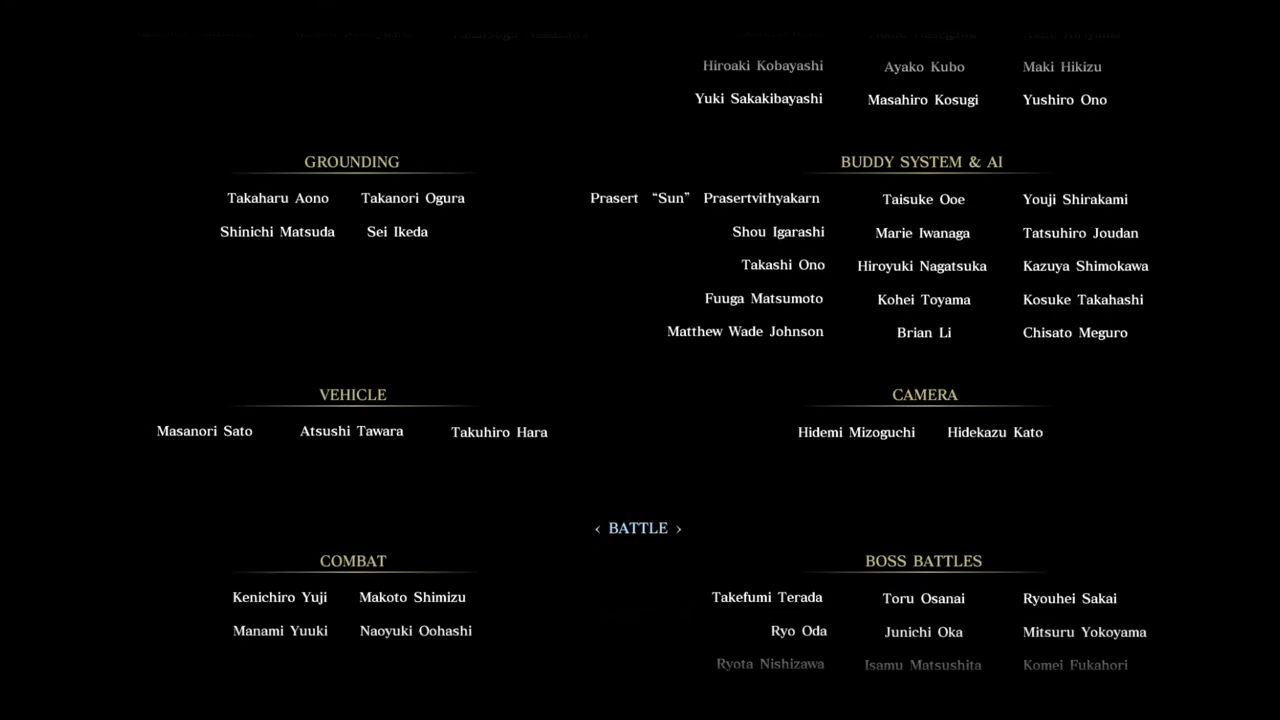 Hiroaki Kobayashi Ayako Kubo Maki Hikizu
Yuki Sakakibayashi Masahiro Kosugi Yushiro Ono
GROUNDING
Takaharu Aono Takanori Ogura
Shinichi Matsuda Sei Ikeda
BUDDY SYSTEM & AI
Prasert “Sun” Prasertvithyakarn Taisuke Ooe Youji Shirakami
Shou Igarashi Marie Iwanaga Tatsuhiro Joudan
Takashi Ono Hiroyuki Nagatsuka Kazuya Shimokawa
Fuuga Matsumoto Kohei Toyama Kosuke Takahashi
Matthew Wade Johnson Brian Li Chisato Meguro
VEHICLE
Masanori Sato Atsushi Tawara Takuhiro Hara
CAMERA
Hidemi Mizoguchi Hidekazu Kato
‹ BATTLE ›
COMBAT
Kenichiro Yuji Makoto Shimizu
Manami Yuuki Naoyuki Oohashi
BOSS BATTLES
Takefumi Terada Toru Osanai Ryouhei Sakai
Ryo Oda Junichi Oka Mitsuru Yokoyama
Ryota Nishizawa Isamu Matsushita Komei Fukahori